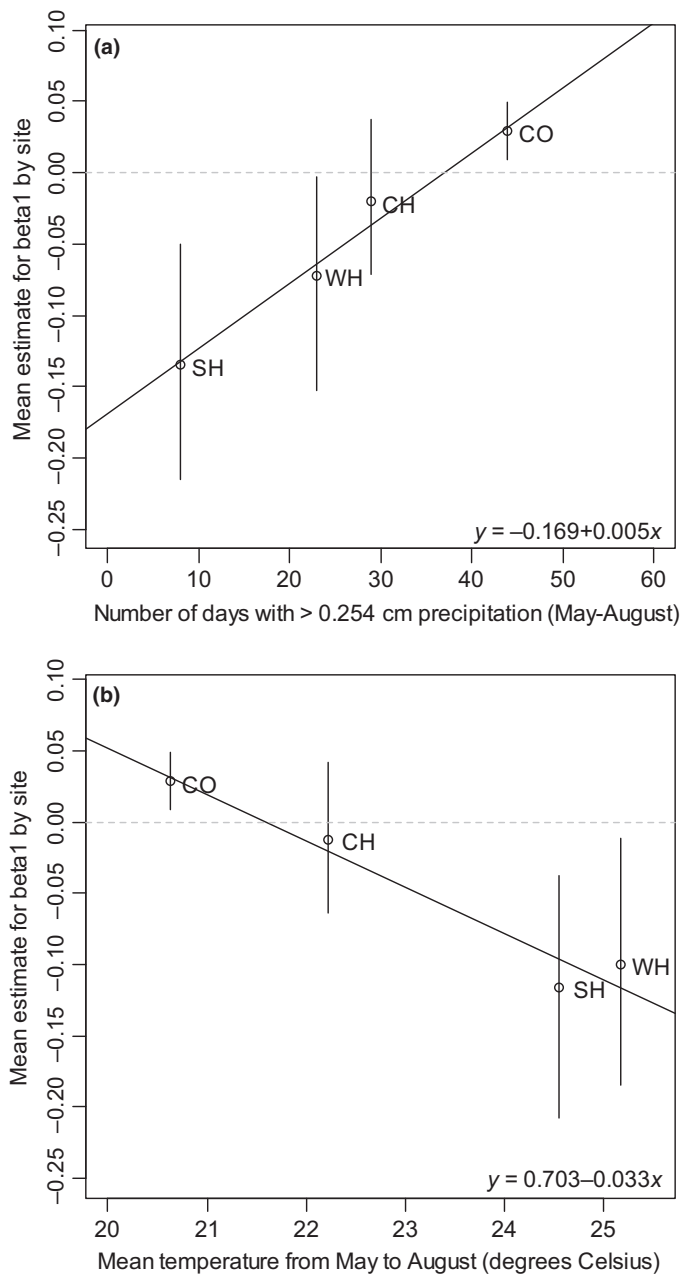 (a)
Mean estimate for beta1 by site
0.10
0.05
0.00
−0.05
−0.10
−0.15
−0.20
−0.25
CO
CH
WH
SH
y = −0.169+0.005x
0 10 20 30 40 50 60
Number of days with > 0.254 cm precipitation (May-August)
(b)
Mean estimate for beta1 by site
0.10
0.05
0.00
−0.05
−0.10
−0.15
−0.20
−0.25
CO
CH
WH
SH
y = 0.703−0.033x
20 21 22 23 24 25
Mean temperature from May to August (degrees Celsius)